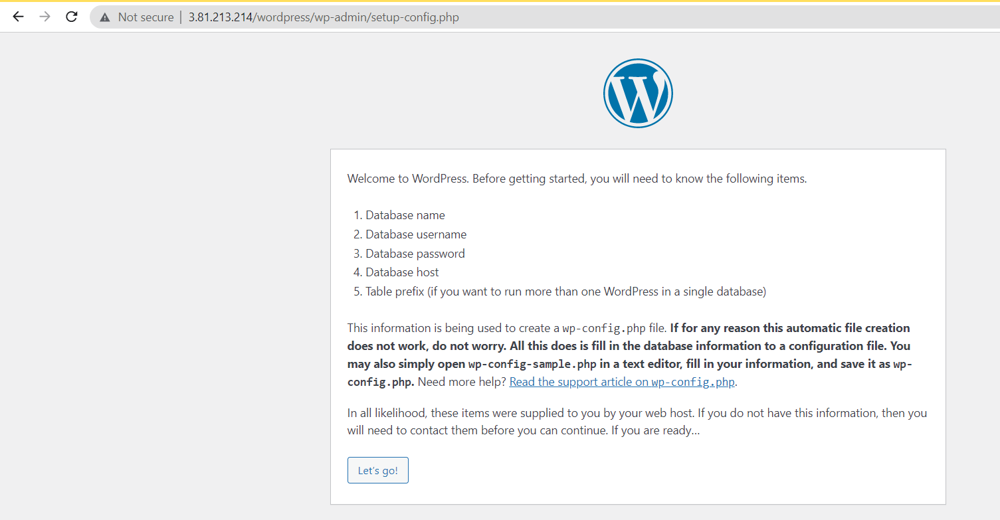 Not secure | 3.81.213.214/wordpress/wp-admin/setup-config.php
W
Welcome to WordPress. Before getting started, you will need to know the following items.
1. Database name
2. Database username
3. Database password
4. Database host
5. Table prefix (if you want to run more than one WordPress in a single database)
This information is being used to create a wp-config.php file. If for any reason this automatic file creation
does not work, do not worry. All this does is fill in the database information to a configuration file. You
may also simply open wp-config-sample.php in a text editor, fill in your information, and save it as wp-
config.php. Need more help? Read the support article on wp-config.php.
In all likelihood, these items were supplied to you by your web host. If you do not have this information, then you
will need to contact them before you can continue. If you are ready…
Let’s go!